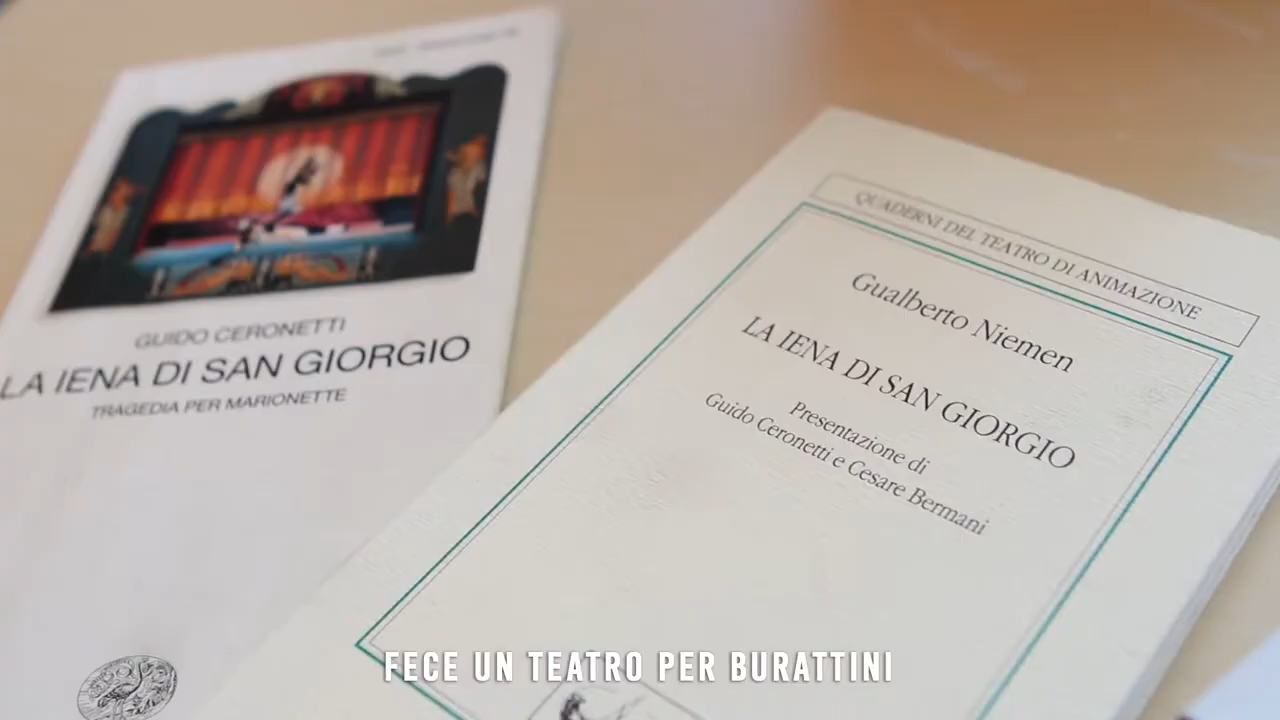 GUIDO CERONETTI
LA IENA DI SAN GIORGIO
TRAGEDIA PER MARIONETTE
QUADERNI DEL TEATRO DI ANIMAZIONE
Gualberto Niemen
LA IENA DI SAN GIORGIO
Presentazione di
Guido Ceronetti e Cesare Bermani
FECE UN TEATRO PER BURATTINI